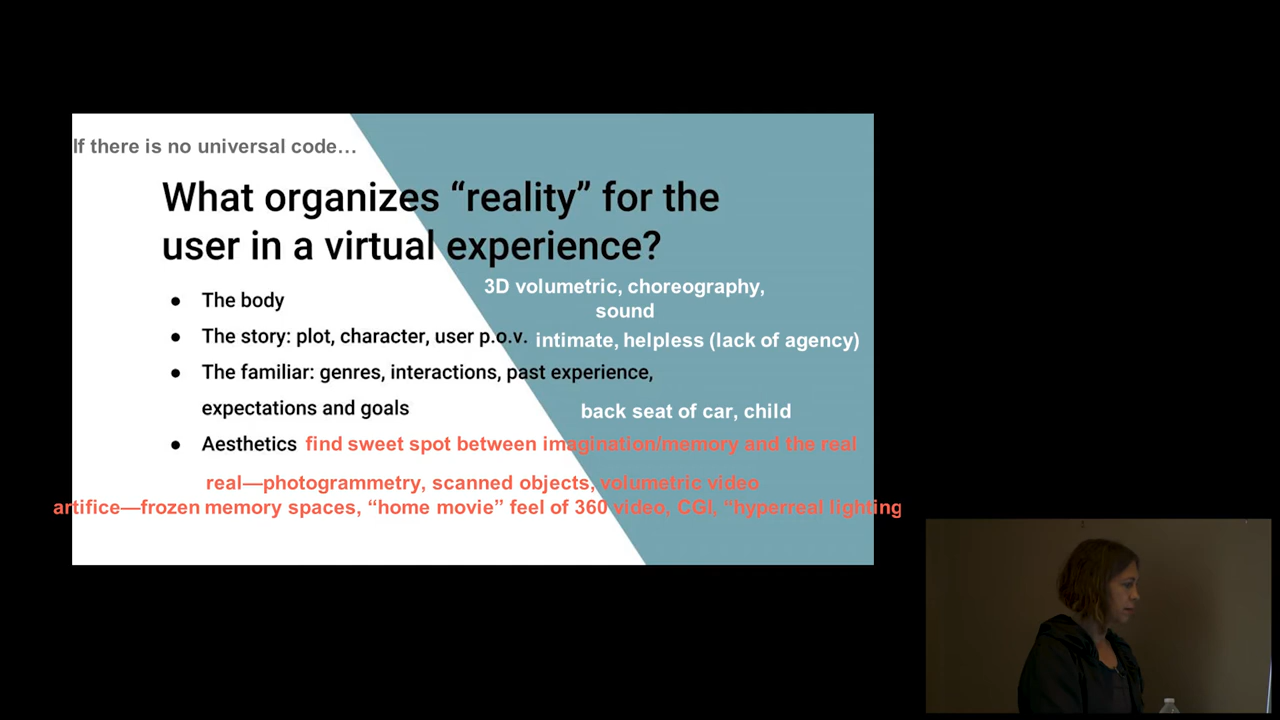 If there is no universal code…
What organizes “reality” for the
user in a virtual experience?
● The body
3D volumetric, choreography,
sound
● The story: plot, character, user p.o.v. intimate, helpless (lack of agency)
● The familiar: genres, interactions, past experience,
expectations and goals back seat of car, child
● Aesthetics find sweet spot between imagination/memory and the real
real—photogrammetry, scanned objects, volumetric video
artifice—frozen memory spaces, “home movie” feel of 360 video, CGI, “hyperreal lighting